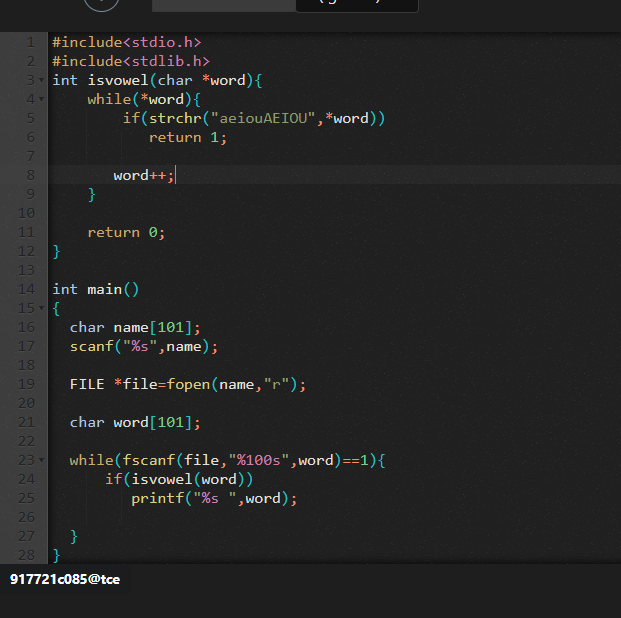 1 #include<stdio.h>
2 #include<stdlib.h>
3 int isvowel(char *word){
4     while(*word){
5         if(strchr("aeiouAEIOU",*word))
6            return 1;
7
8        word++;
9     }
10
11     return 0;
12 }
13
14 int main()
15 {
16   char name[101];
17   scanf("%s",name);
18
19   FILE *file=fopen(name,"r");
20
21   char word[101];
22
23   while(fscanf(file,"%100s",word)==1){
24       if(isvowel(word))
25          printf("%s ",word);
26
27   }
28 }
917721c085@tce